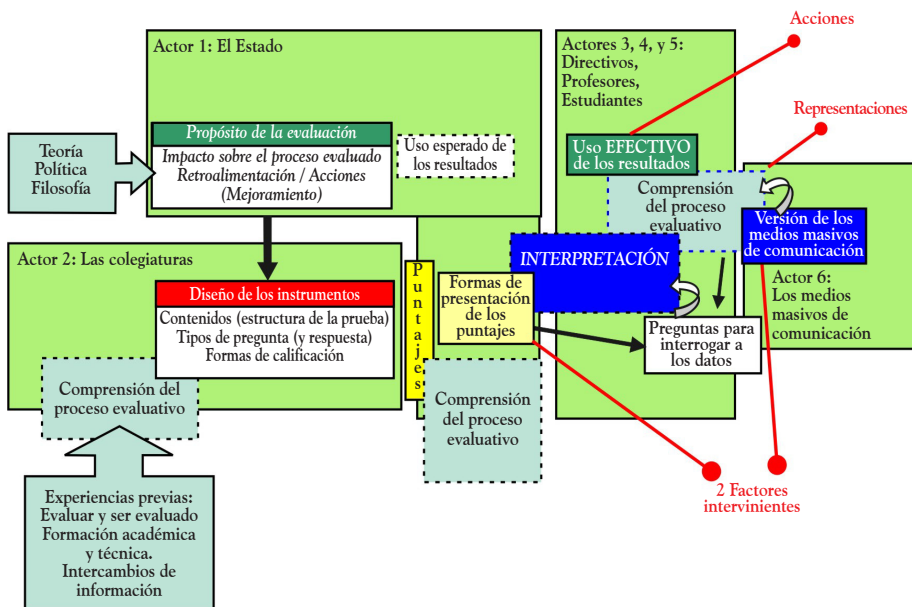 Acciones
Actor 1: El Estado
Actores 3, 4, y 5:
Directivos,
Profesores,
Estudiantes
Representaciones
Propósito de la evaluación
Impacto sobre el proceso evaluado
Retroalimentación / Acciones
(Mejoramiento)
Uso esperado de
los resultados
Teoría
Política
Filosofía
Uso EFECTIVO
de los resultados
Comprensión
del proceso
evaluativo
Versión de los
medios masivos
de comunicación
Actor 2: Las colegiaturas
INTERPRETACIÓN
Actor 6:
Los medios
masivos de
comunicación
Diseño de los instrumentos
Contenidos (estructura de la prueba)
Tipos de pregunta (y respuesta)
Formas de calificación
Puntajes
Formas de
presentación
de los
puntajes
Preguntas para
interrogar a
los datos
Comprensión del
proceso evaluativo
Comprensión
del proceso
evaluativo
2 Factores
intervinientes
Experiencias previas:
Evaluar y ser evaluado
Formación académica
y técnica.
Intercambios de
información